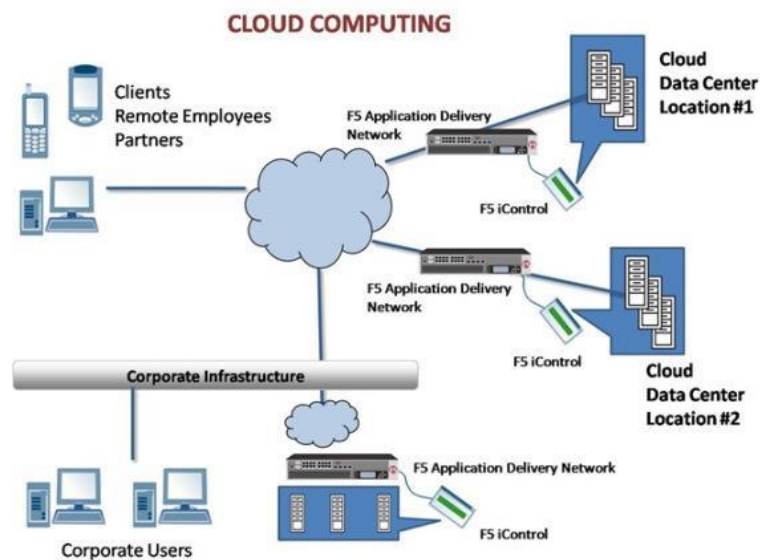 CLOUD COMPUTING
Clients
Remote Employees
Partners
F5 Application Delivery
Network
Cloud
Data Center
Location #1
F5 iControl
F5 Application Delivery
Network
F5 iControl
Cloud
Data Center
Location #2
Corporate Infrastructure
F5 Application Delivery Network
F5 iControl
Corporate Users